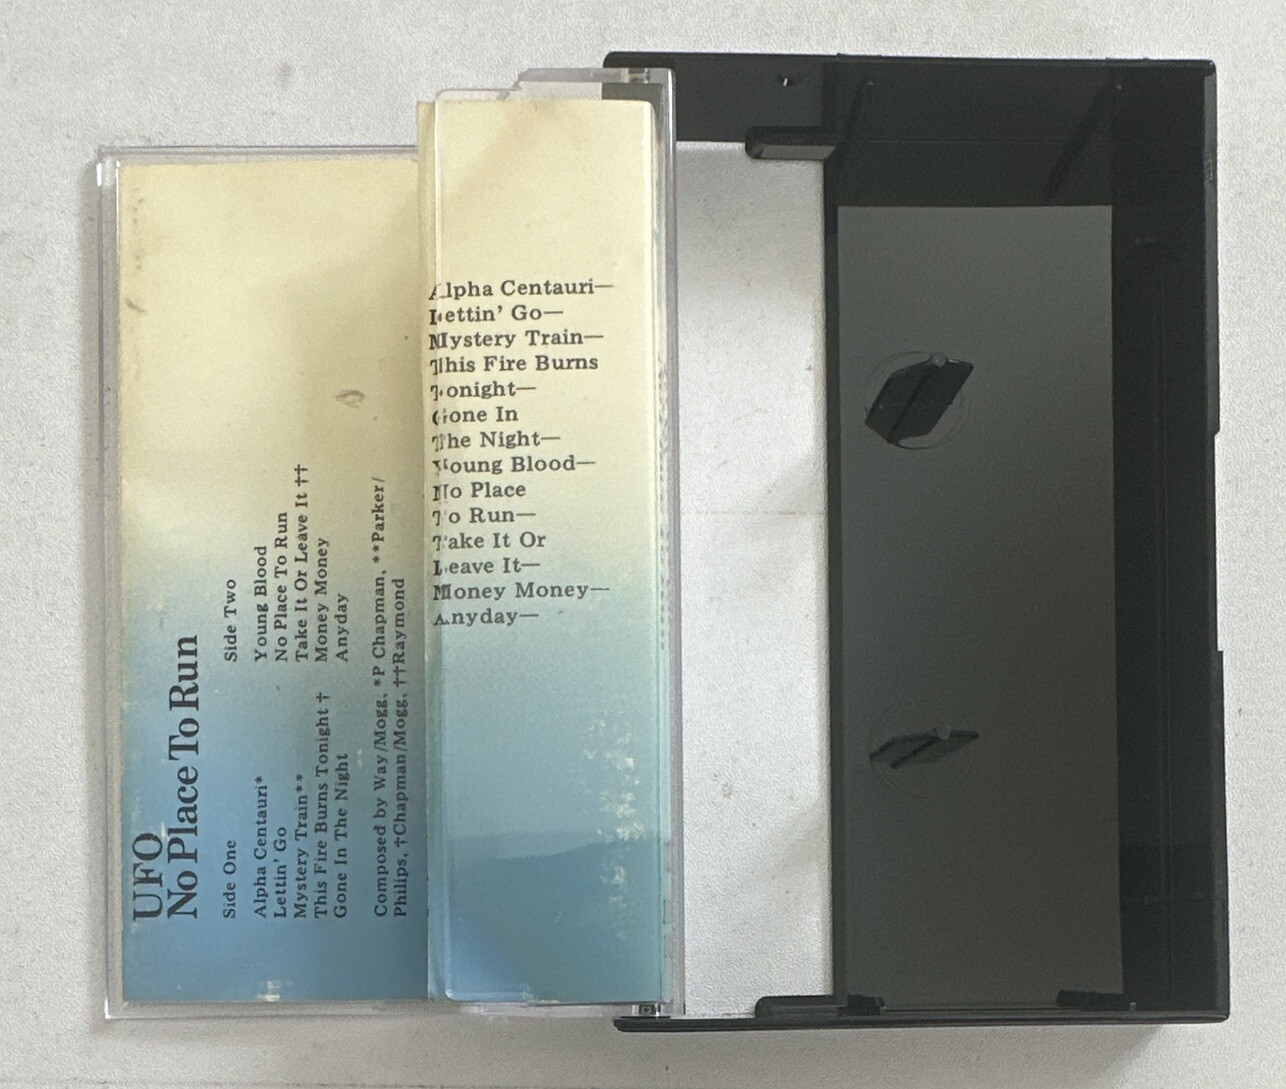 UFO
No Place To Run
Side One
Alpha Centauri*
Lettin' Go
Mystery Train**
This Fire Burns Tonight †
Gone In The Night
Side Two
Young Blood
No Place To Run
Take It Or Leave It ††
Money Money
Anyday
Composed by Way/Mogg, *P Chapman, **Parker/
Philips, †Chapman/Mogg, ††Raymond
Alpha Centauri—
Lettin' Go—
Mystery Train—
This Fire Burns
Tonight—
Gone In
The Night—
Young Blood—
No Place
To Run—
Take It Or
Leave It—
Money Money—
Anyday—